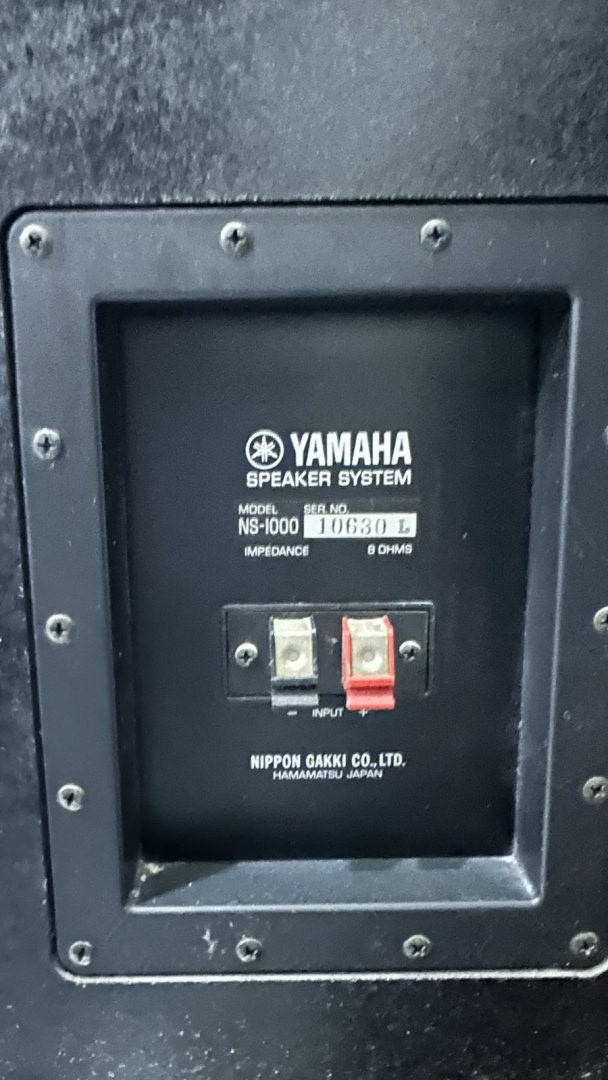 YAMAHA
SPEAKER SYSTEM
MODEL SER. NO.
NS-1000 10630 L
IMPEDANCE 8 OHMS
− INPUT +
NIPPON GAKKI CO., LTD.
HAMAMATSU JAPAN